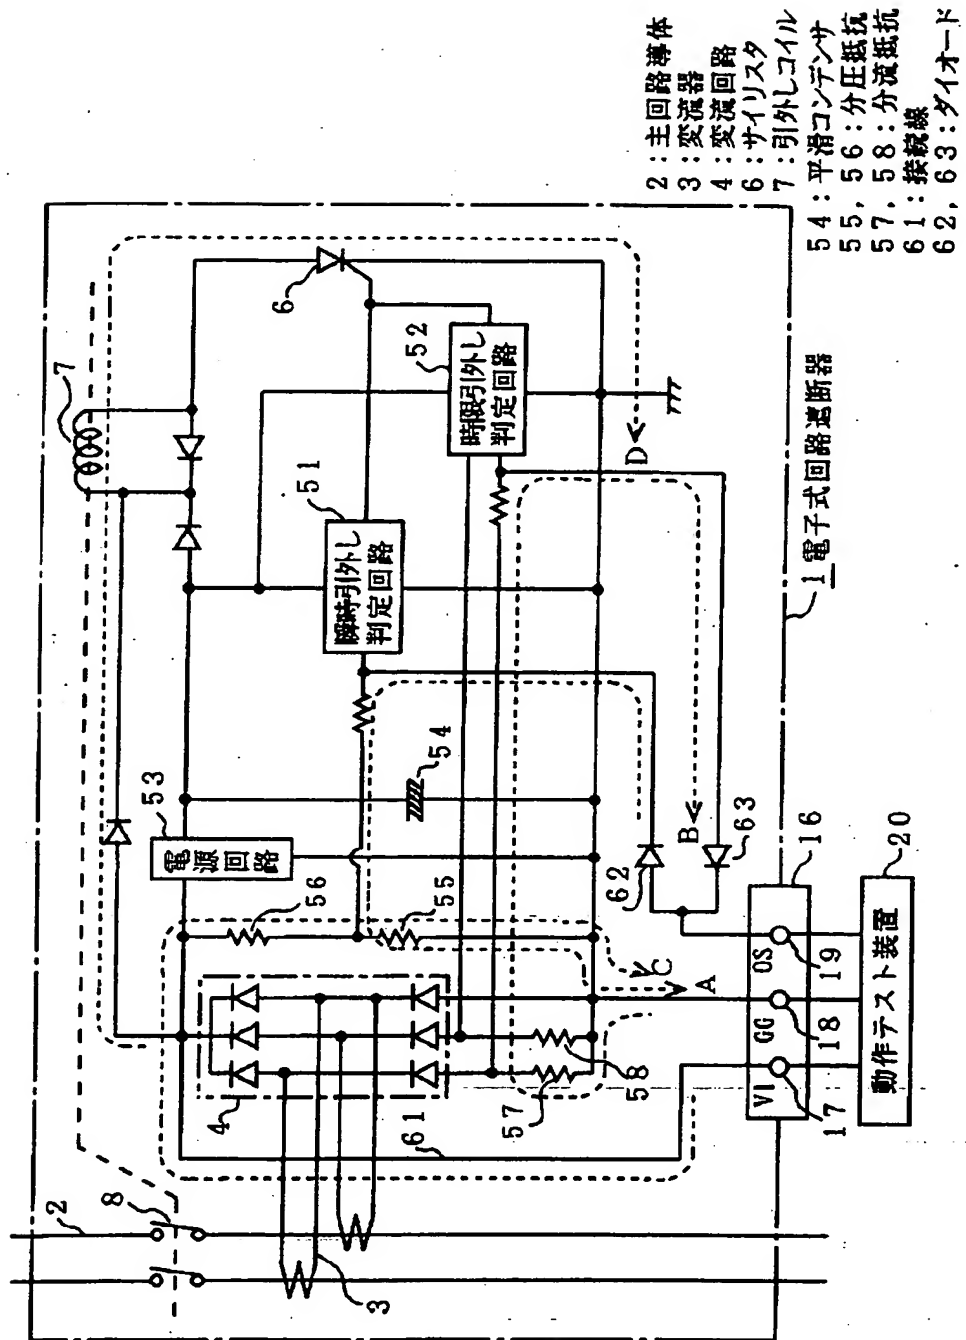 2
8
3
4
61
57
58
55
56
電源回路
53
54
瞬時引外し
判定回路
51
時限引外し
判定回路
52
7
6
A
B
C
D
62
63
1 電子式回路遮断器
VI
GG
OS
16
17
18
19
動作テスト装置
20
2：主回路導体
3：変流器
4：変流回路
6：サイリスタ
7：引外しコイル
54：平滑コンデンサ
55，56：分圧抵抗
57，58：分流抵抗
61：接続線
62，63：ダイオード